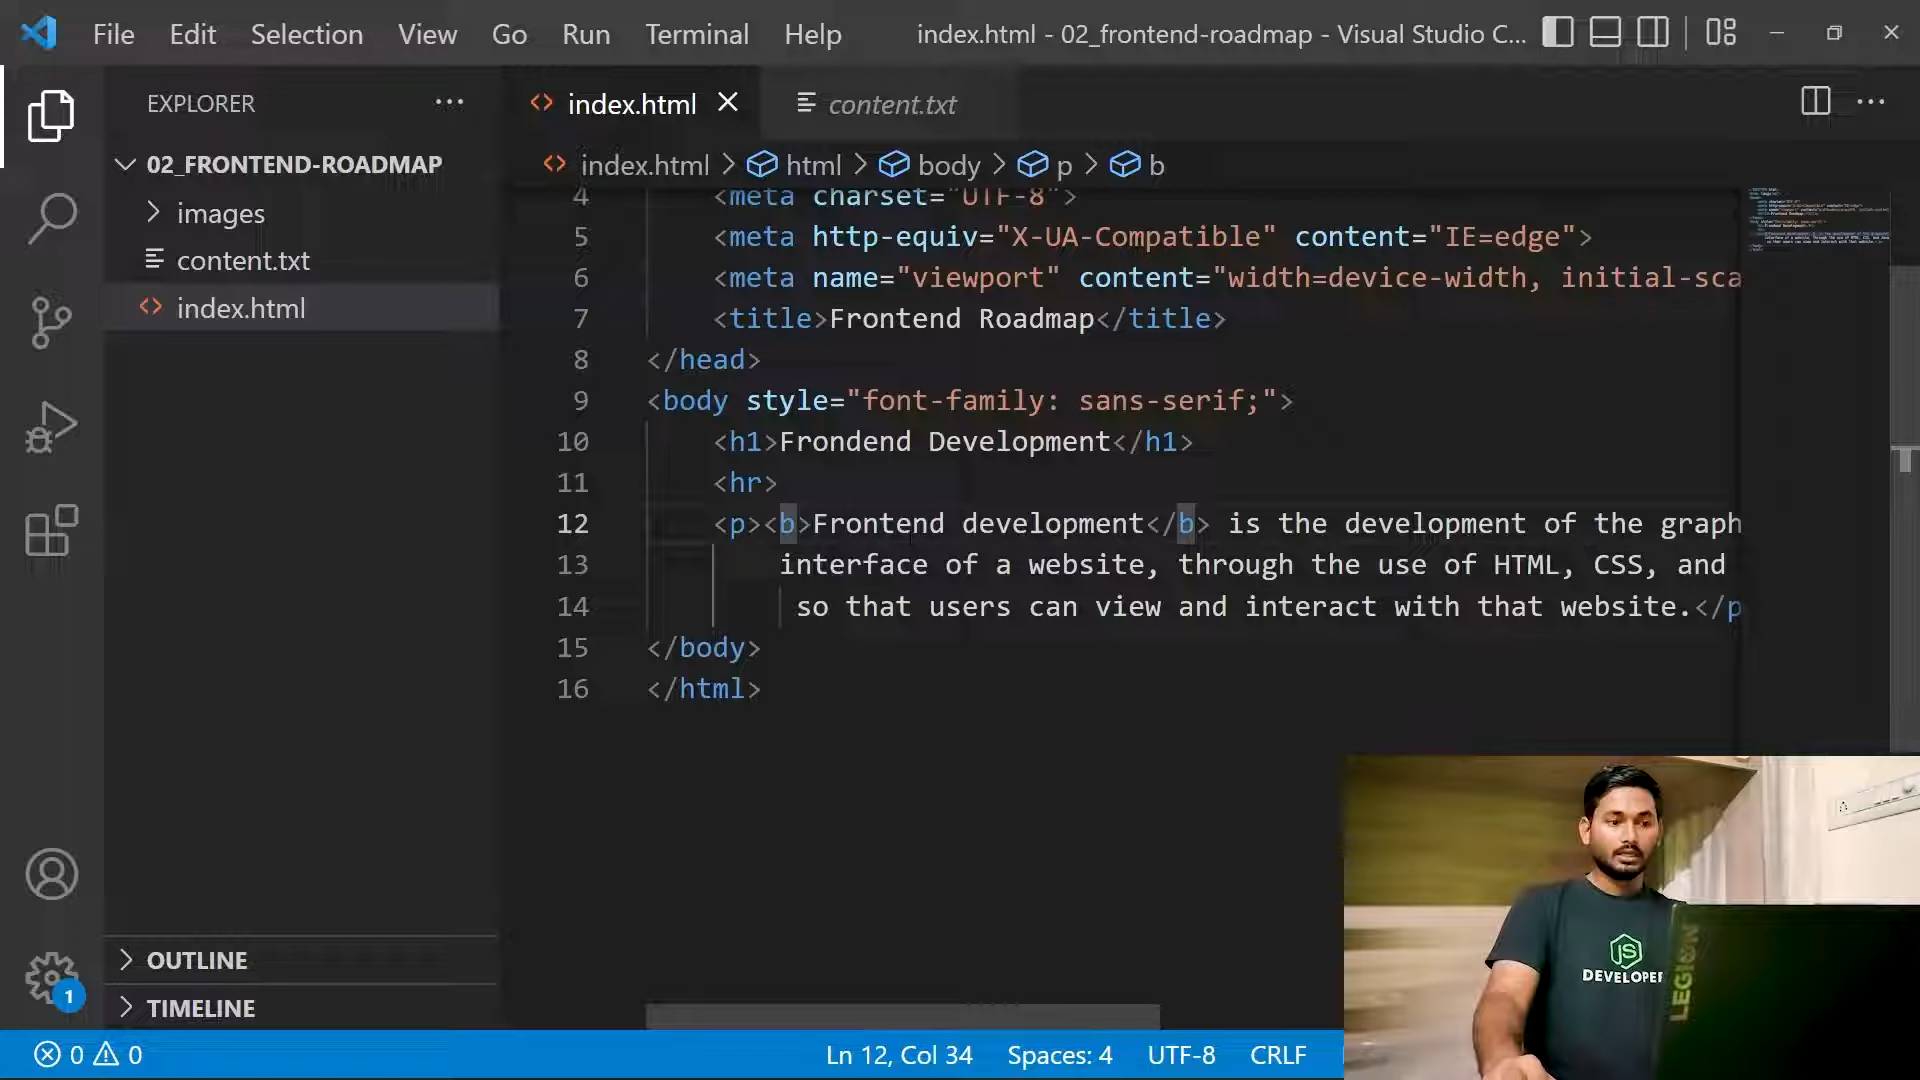 File Edit Selection View Go Run Terminal Help index.html - 02_frontend-roadmap - Visual Studio C...
EXPLORER
02_FRONTEND-ROADMAP
images
content.txt
index.html
OUTLINE
TIMELINE
1
index.html content.txt
index.html > html > body > p > b
4 <meta charset="UTF-8">
5 <meta http-equiv="X-UA-Compatible" content="IE=edge">
6 <meta name="viewport" content="width=device-width, initial-sca
7 <title>Frontend Roadmap</title>
8 </head>
9 <body style="font-family: sans-serif;">
10 <h1>Frondend Development</h1>
11 <hr>
12 <p><b>Frontend development</b> is the development of the graph
13 interface of a website, through the use of HTML, CSS, and
14 so that users can view and interact with that website.</p
15 </body>
16 </html>
JS
DEVELOPER
LEGION
0 0 Ln 12, Col 34 Spaces: 4 UTF-8 CRLF